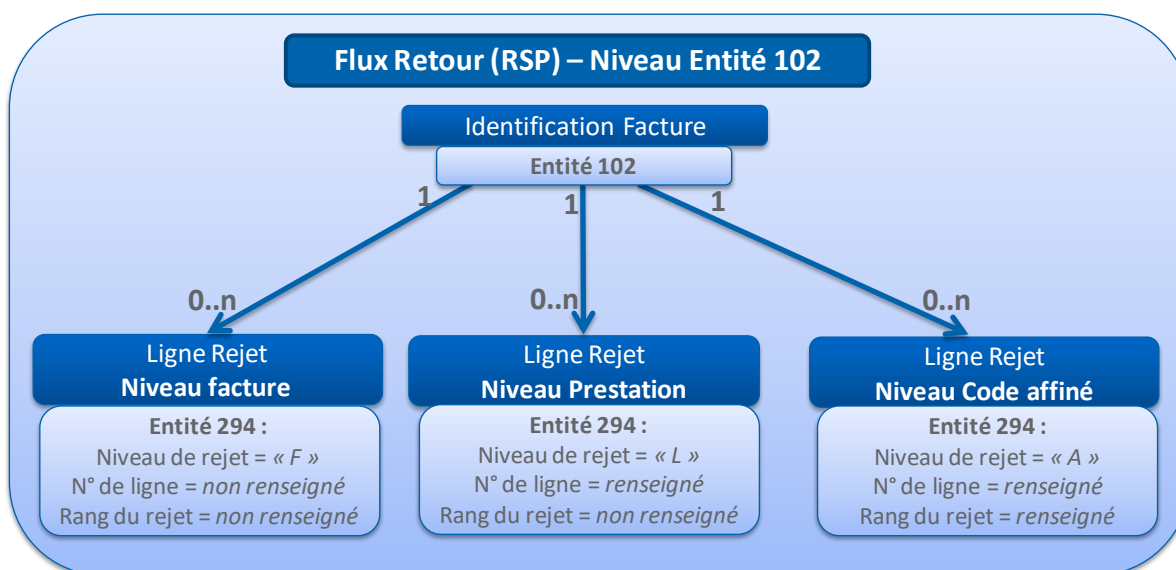 Flux Retour (RSP) – Niveau Entité 102
Identification Facture
Entité 102
1
1
1
0..n
0..n
0..n
Ligne Rejet
Niveau facture
Entité 294 :
Niveau de rejet = « F »
N° de ligne = non renseigné
Rang du rejet = non renseigné
Ligne Rejet
Niveau Prestation
Entité 294 :
Niveau de rejet = « L »
N° de ligne = renseigné
Rang du rejet = non renseigné
Ligne Rejet
Niveau Code affiné
Entité 294 :
Niveau de rejet = « A »
N° de ligne = renseigné
Rang du rejet = renseigné